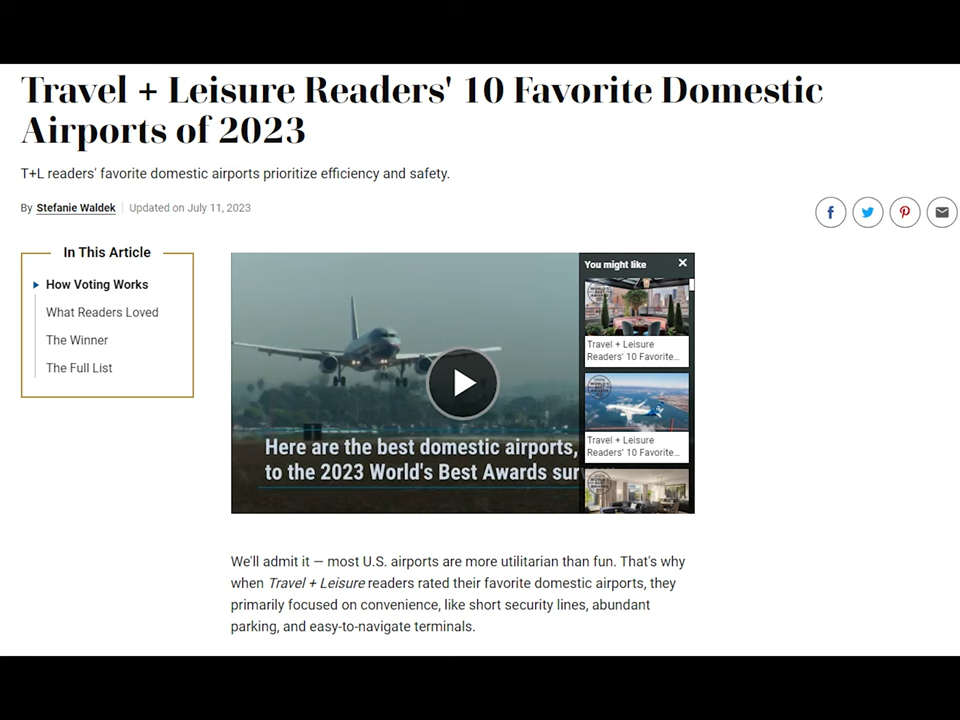 Travel + Leisure Readers' 10 Favorite Domestic
Airports of 2023
T+L readers' favorite domestic airports prioritize efficiency and safety.
By Stefanie Waldek Updated on July 11, 2023
In This Article
How Voting Works
What Readers Loved
The Winner
The Full List
Here are the best domestic airports,
to the 2023 World's Best Awards sur
You might like
Travel + Leisure
Readers' 10 Favorite...
Travel + Leisure
Readers' 10 Favorite...
We'll admit it — most U.S. airports are more utilitarian than fun. That's why
when Travel + Leisure readers rated their favorite domestic airports, they
primarily focused on convenience, like short security lines, abundant
parking, and easy-to-navigate terminals.